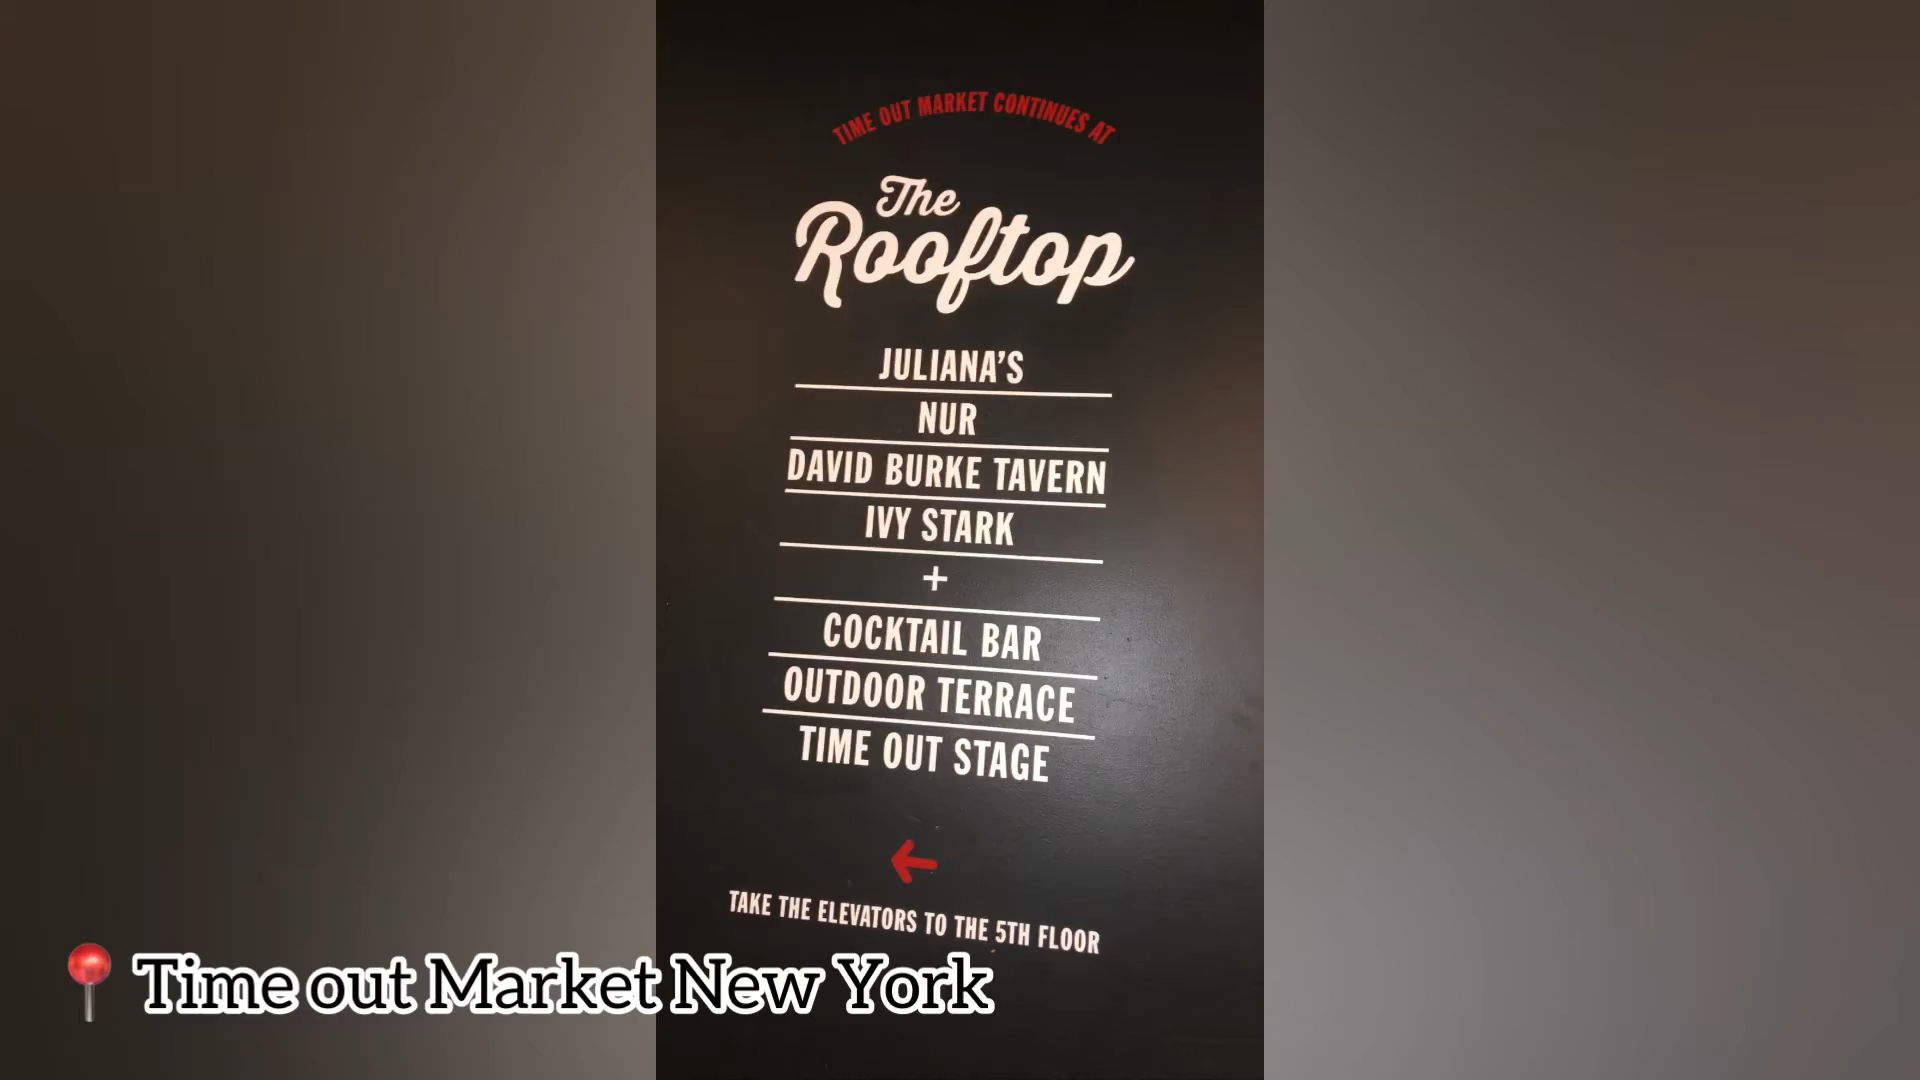 TIME OUT MARKET CONTINUES AT
The
Rooftop
JULIANA'S
NUR
DAVID BURKE TAVERN
IVY STARK
+
COCKTAIL BAR
OUTDOOR TERRACE
TIME OUT STAGE
TAKE THE ELEVATORS TO THE 5TH FLOOR
Time out Market New York